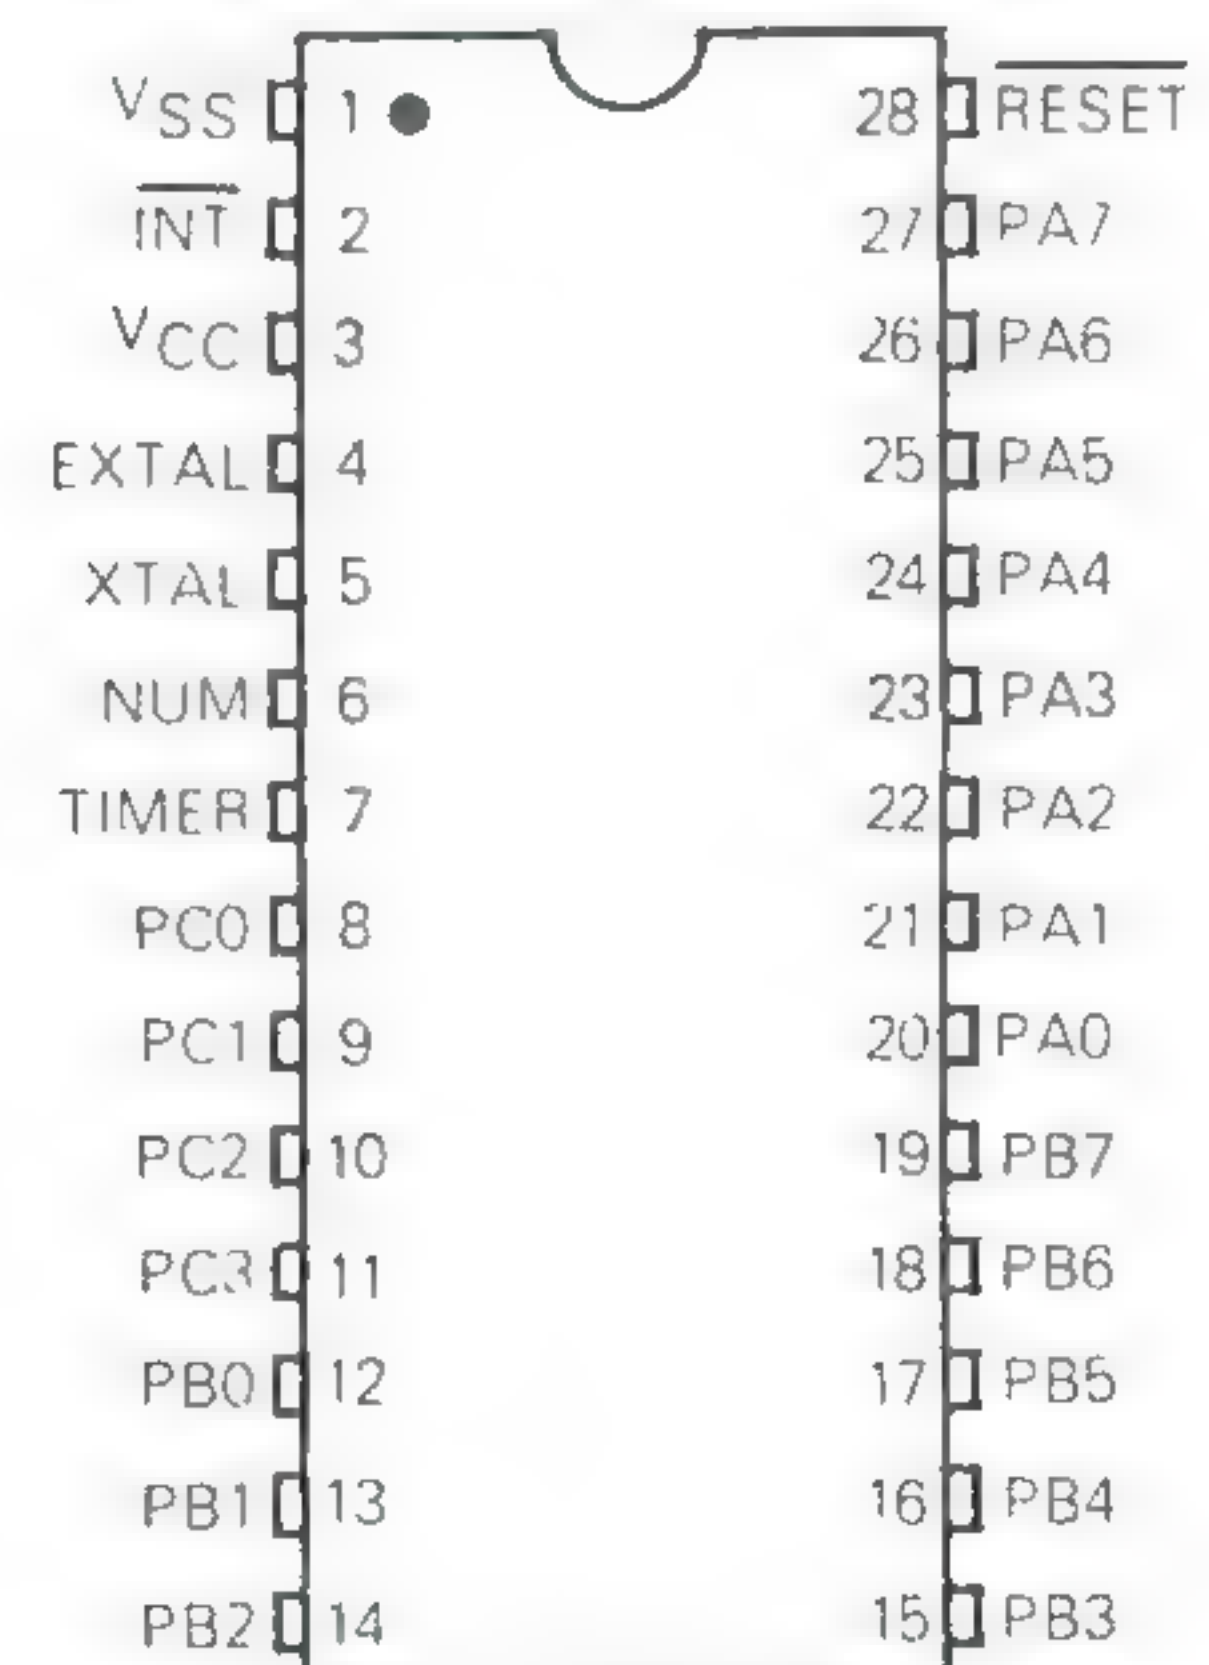 VSS 1 28 RESET
INT 2 27 PA7
VCC 3 26 PA6
EXTAL 4 25 PA5
XTAL 5 24 PA4
NUM 6 23 PA3
TIMER 7 22 PA2
PC0 8 21 PA1
PC1 9 20 PA0
PC2 10 19 PB7
PC3 11 18 PB6
PB0 12 17 PB5
PB1 13 16 PB4
PB2 14 15 PB3